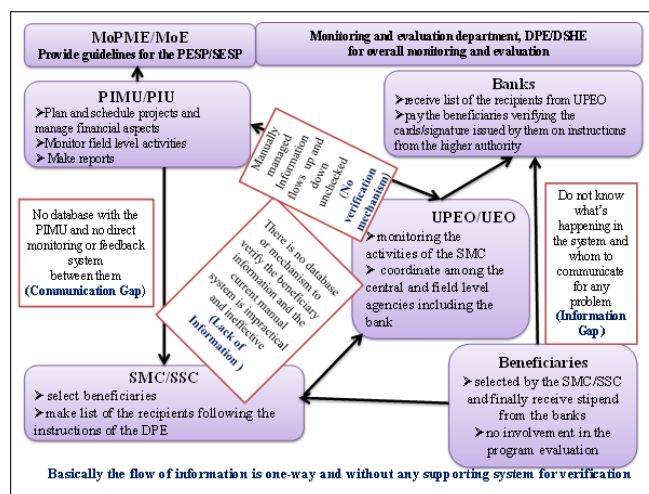 MoPME/MoE
Provide guidelines for the PESP/SESP
Monitoring and evaluation department, DPE/DSHE
for overall monitoring and evaluation
PIMU/PIU
➢Plan and schedule projects and
manage financial aspects
➢Monitor field level activities
➢ Make reports
Banks
➢receive list of the recipients from UPEO
➢pay the beneficiaries verifying the
cards/signature issued by them on instructions
from the higher authority
Manually
managed
Information
flows up and
down
unchecked
(No
verification
mechanism)
No database with the
PIMU and no direct
monitoring or feedback
system
between them
(Communication Gap)
There is no database
or mechanism to
verify the beneficiary
information and the
current manual
system is impractical
and ineffective
(Lack of
Information )
UPEO/UEO
➢ monitoring the
activities of the SMC
➢ coordinate among the
central and field level
agencies including the
bank
Do not know
what's
happening in
the system and
whom to
communicate
for any
problem
(Information
Gap )
SMC/SSC
➢ select beneficiaries
➢ make list of the recipients following the
instructions of the DPE
Beneficiaries
➢ selected by the SMC/SSC
and finally receive stipend
from the banks
➢ no involvement in the
program evaluation
Basically the flow of information is one-way and without any supporting system for verification